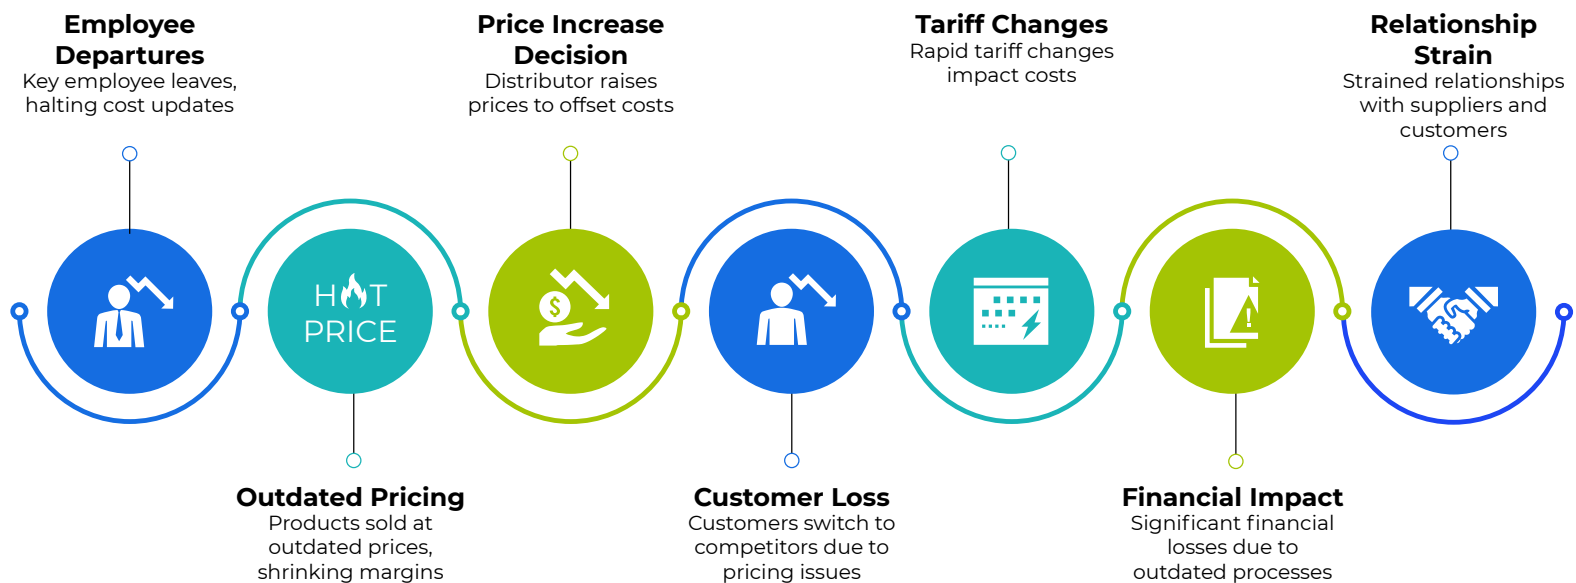 Employee
Departures
Key employee leaves,
halting cost updates
Price Increase
Decision
Distributor raises
prices to offset costs
Tariff Changes
Rapid tariff changes
impact costs
Relationship
Strain
Strained relationships
with suppliers and
customers
HOT
PRICE
$
!
Outdated Pricing
Products sold at
outdated prices,
shrinking margins
Customer Loss
Customers switch to
competitors due to
pricing issues
Financial Impact
Significant financial
losses due to
outdated processes